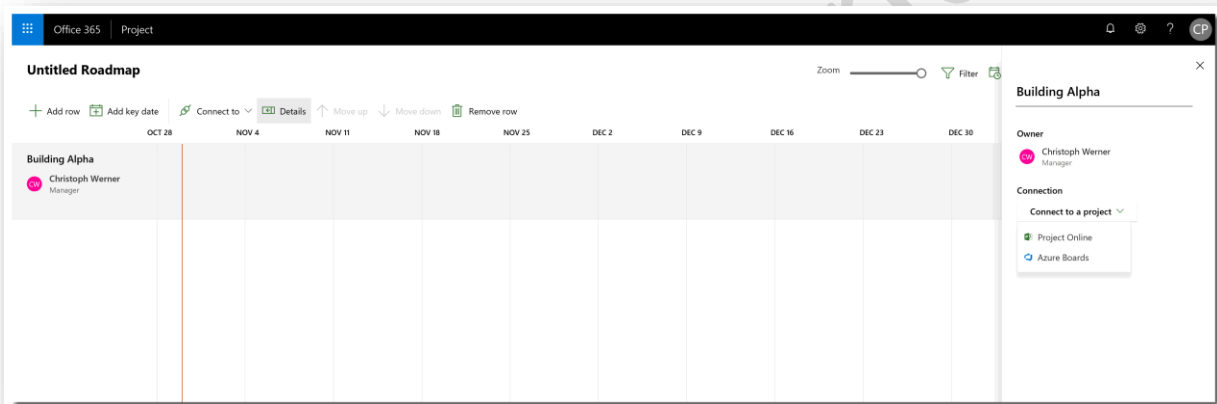 Office 365 Project
CP
Untitled Roadmap
Zoom Filter
Add row Add key date Connect to Details Move up Move down Remove row
OCT 28 NOV 4 NOV 11 NOV 18 NOV 25 DEC 2 DEC 9 DEC 16 DEC 23 DEC 30
Building Alpha
CW Christoph Werner
Manager
Building Alpha
Owner
CW Christoph Werner
Manager
Connection
Connect to a project
Project Online
Azure Boards